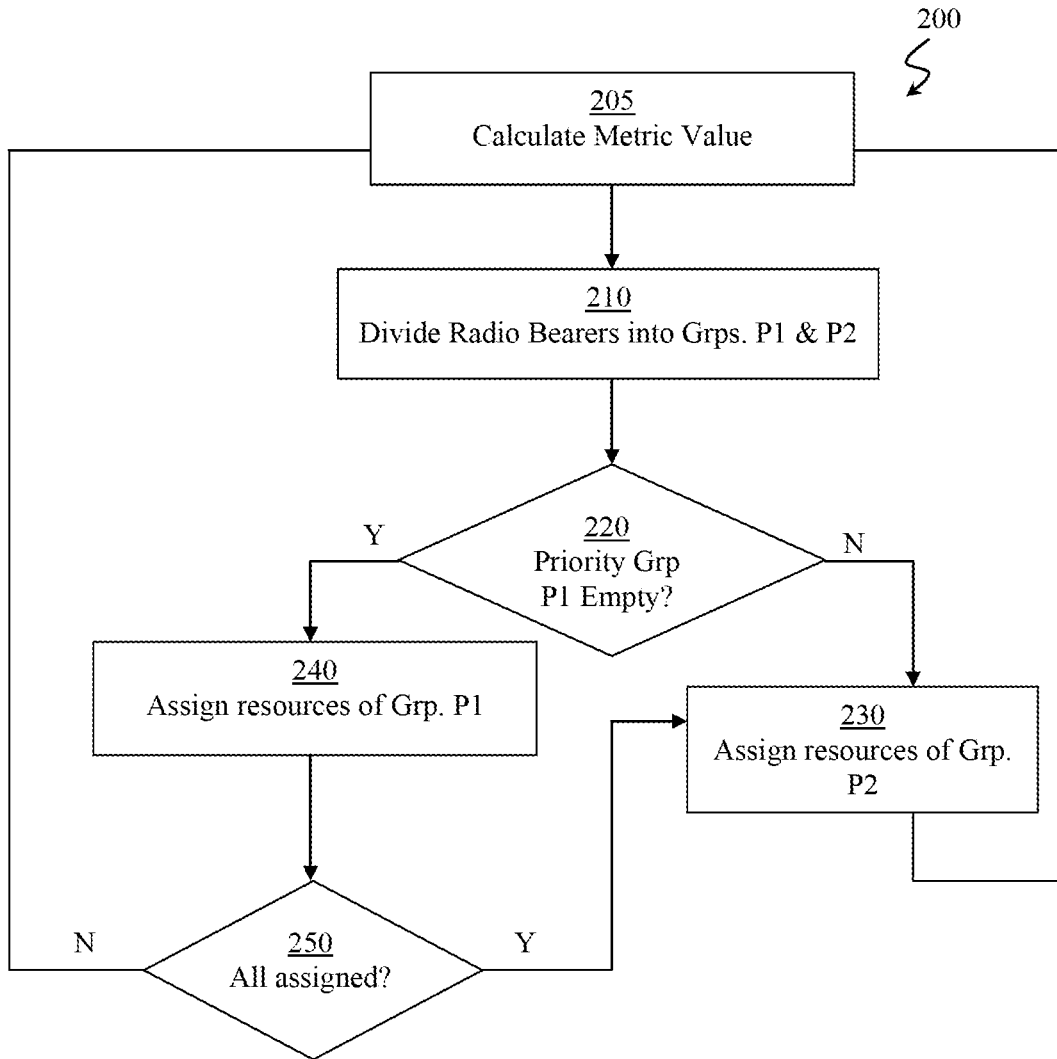 200
205
Calculate Metric Value
210
Divide Radio Bearers into Grps. P1 & P2
220
Priority Grp
P1 Empty?
Y
N
240
Assign resources of Grp. P1
230
Assign resources of Grp.
P2
250
All assigned?
N
Y